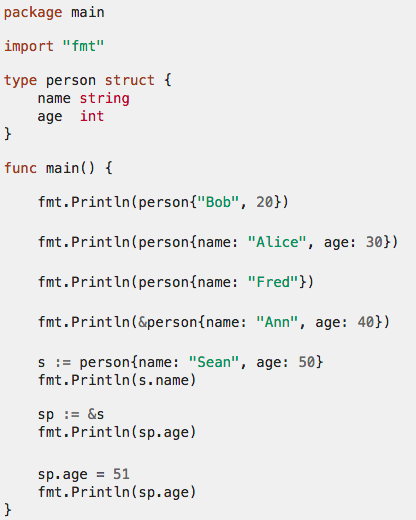 package main
import "fmt"
type person struct {
    name string
    age  int
}
func main() {
    fmt.Println(person{"Bob", 20})
    fmt.Println(person{name: "Alice", age: 30})
    fmt.Println(person{name: "Fred"})
    fmt.Println(&person{name: "Ann", age: 40})
    s := person{name: "Sean", age: 50}
    fmt.Println(s.name)
    sp := &s
    fmt.Println(sp.age)
    sp.age = 51
    fmt.Println(sp.age)
}